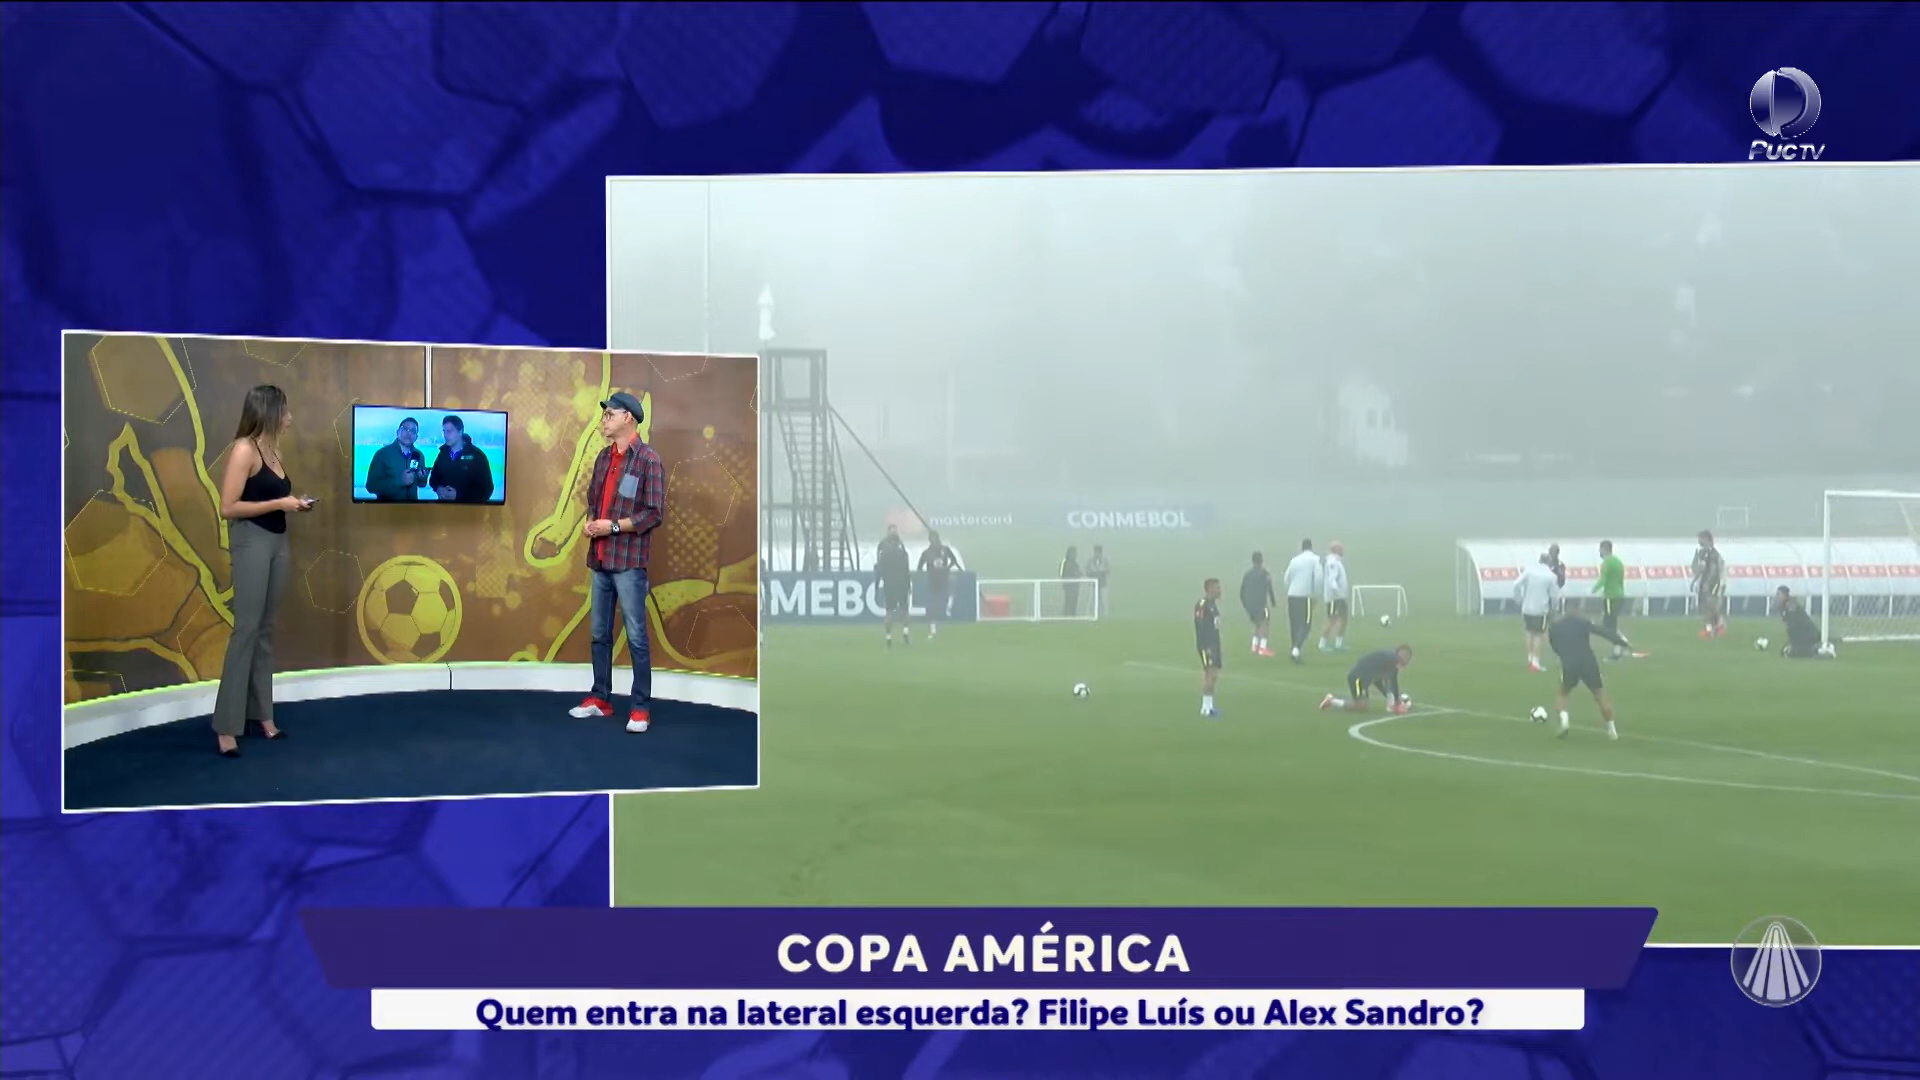 PUCTV
mastercard
CONMEBOL
MEBOL
COPA AMÉRICA
Quem entra na lateral esquerda? Filipe Luís ou Alex Sandro?